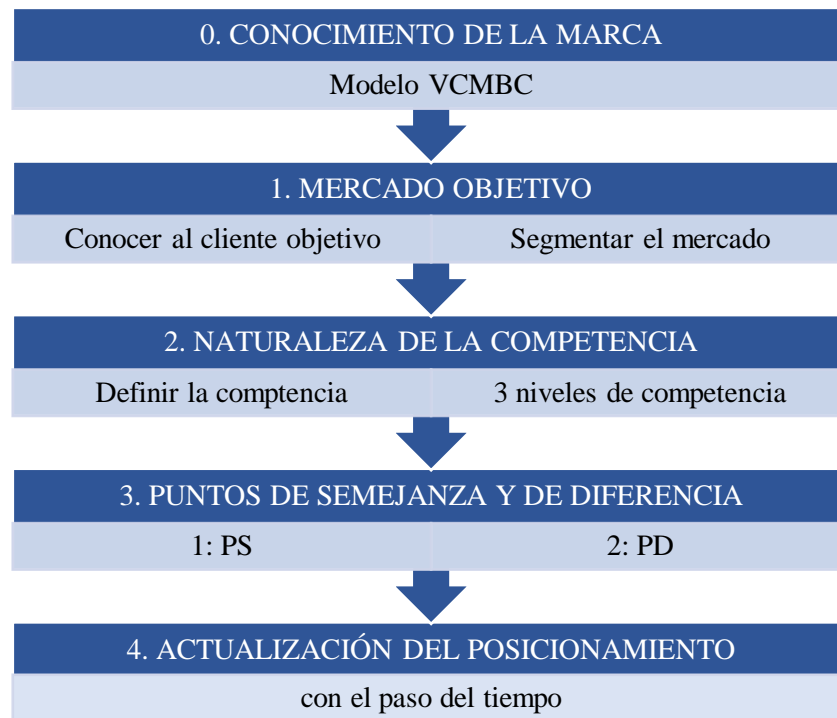 0. CONOCIMIENTO DE LA MARCA
Modelo VCMBC
1. MERCADO OBJETIVO
Conocer al cliente objetivo
Segmentar el mercado
2. NATURALEZA DE LA COMPETENCIA
Definir la comptencia
3 niveles de competencia
3. PUNTOS DE SEMEJANZA Y DE DIFERENCIA
1: PS
2: PD
4. ACTUALIZACIÓN DEL POSICIONAMIENTO
con el paso del tiempo